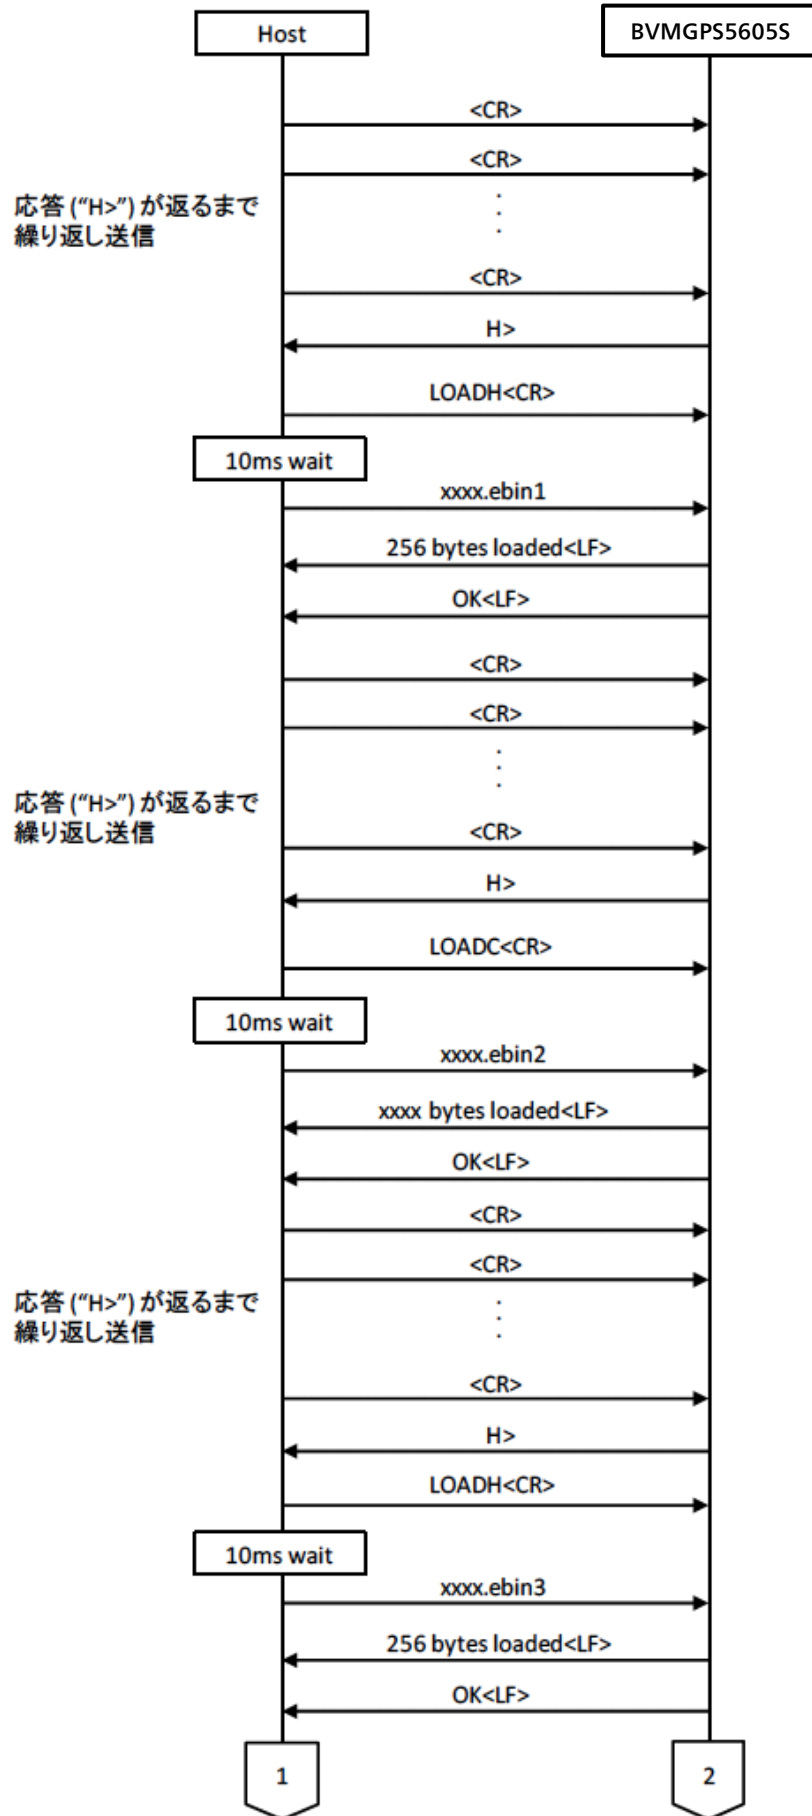 Host
BVMGPS5605S
<CR>
<CR>
応答 (“H>”) が返るまで
繰り返し送信
<CR>
H>
LOADH<CR>
10ms wait
xxxx.ebin1
256 bytes loaded<LF>
OK<LF>
<CR>
<CR>
応答 (“H>”) が返るまで
繰り返し送信
<CR>
H>
LOADC<CR>
10ms wait
xxxx.ebin2
xxxx bytes loaded<LF>
OK<LF>
<CR>
<CR>
応答 (“H>”) が返るまで
繰り返し送信
<CR>
H>
LOADH<CR>
10ms wait
xxxx.ebin3
256 bytes loaded<LF>
OK<LF>
1
2